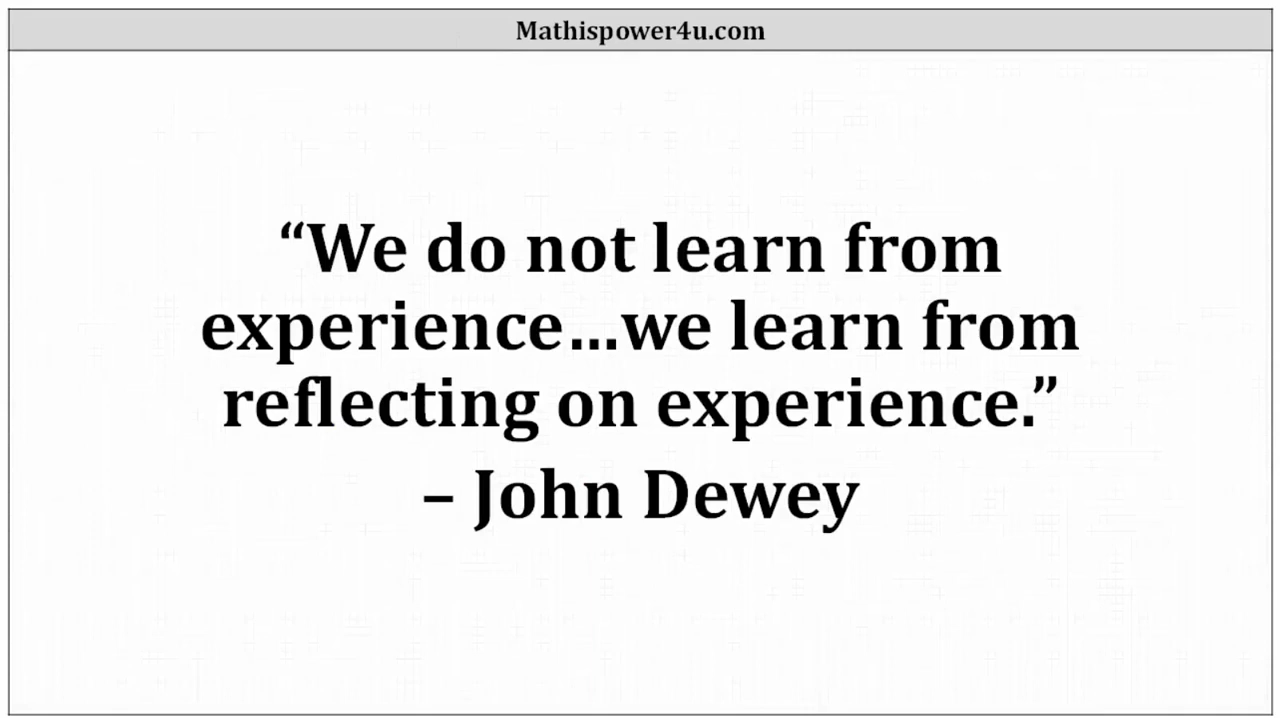 Mathispower4u.com
“We do not learn from
experience…we learn from
reflecting on experience.”
– John Dewey